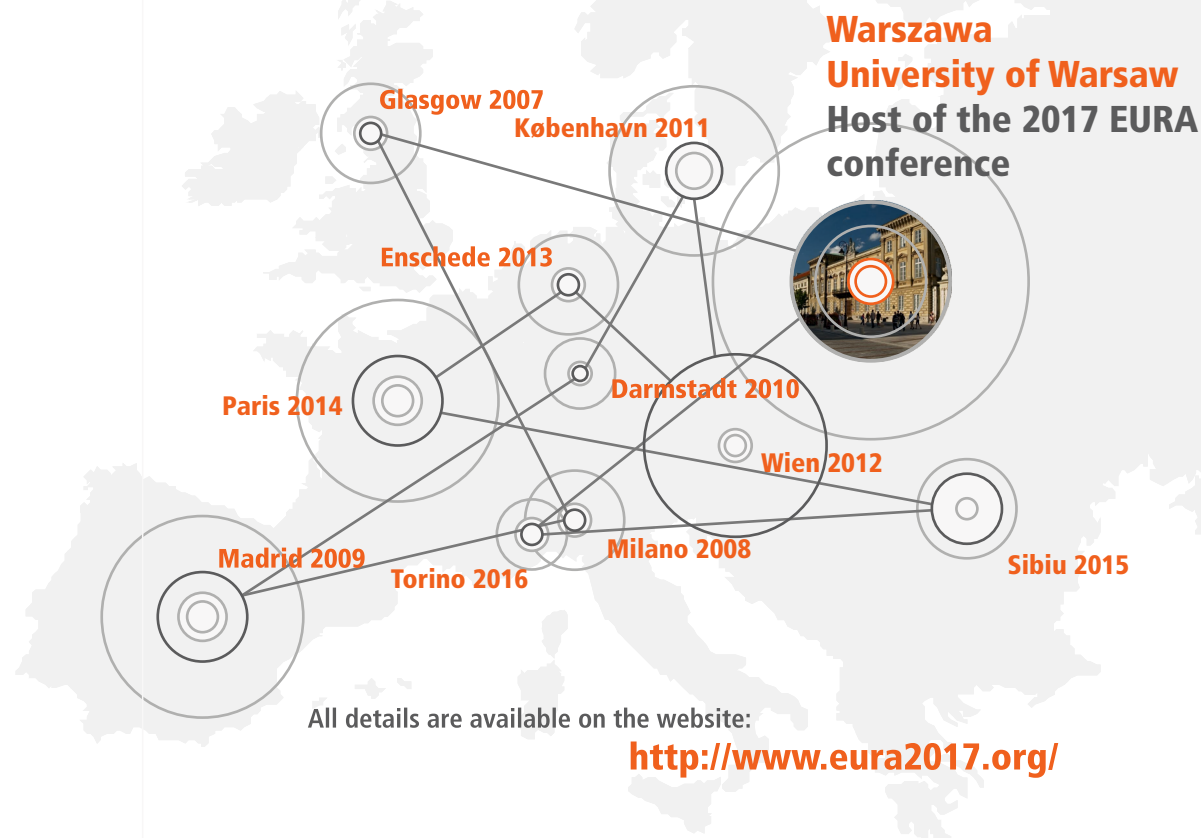 Warszawa
University of Warsaw
Host of the 2017 EURA
conference
Glasgow 2007
København 2011
Enschede 2013
Darmstadt 2010
Paris 2014
Wien 2012
Milano 2008
Madrid 2009
Sibiu 2015
Torino 2016
All details are available on the website:
http://www.eura2017.org/